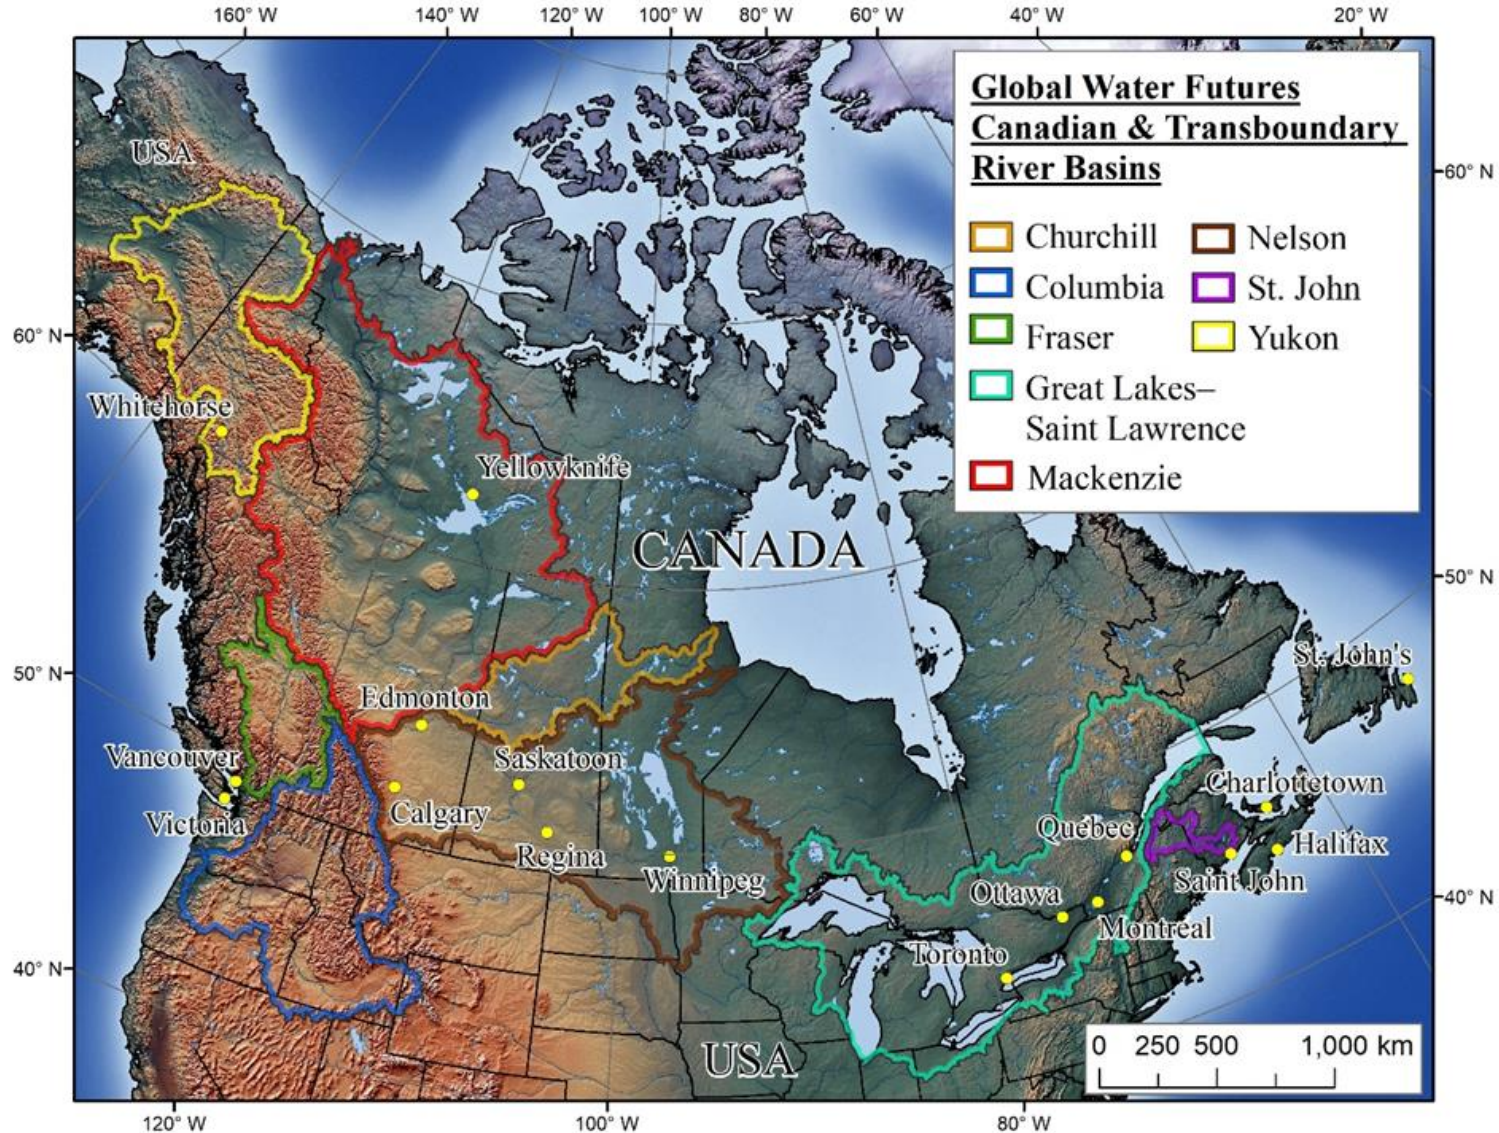 160° W 140° W 120° W 100° W 80° W 60° W 40° W 20° W
Global Water Futures
Canadian & Transboundary
River Basins
Churchill
Columbia
Fraser
Great Lakes–
Saint Lawrence
Mackenzie
Nelson
St. John
Yukon
USA
60° N
60° N
Whitehorse
Yellowknife
CANADA
50° N
50° N
St. John's
Edmonton
Vancouver
Saskatoon
Charlottetown
Victoria
Calgary
Québec
Halifax
Regina
Winnipeg
Saint John
Ottawa
40° N
Montreal
Toronto
40° N
USA
0 250 500 1,000 km
120° W 100° W 80° W